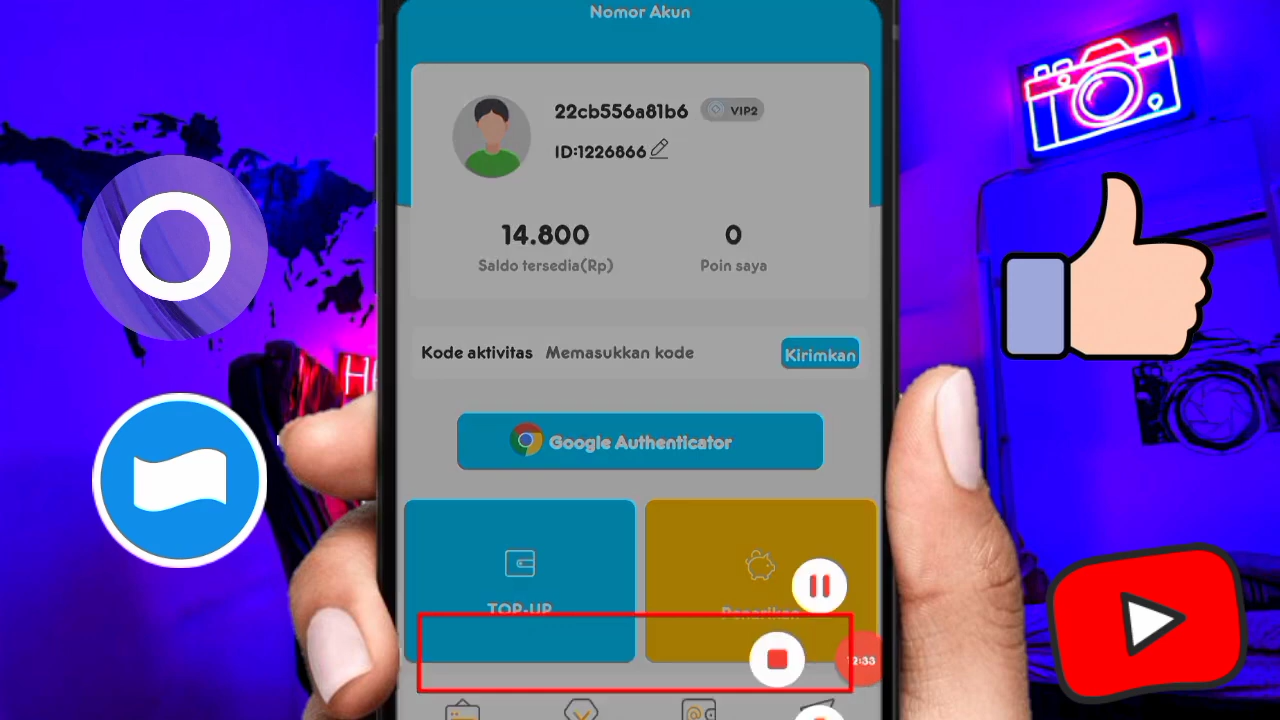 Nomor Akun
22cb556a81b6
VIP2
ID:1226866
14.800
0
Saldo tersedia(Rp)
Poin saya
Kode aktivitas
Memasukkan kode
Kirimkan
Google Authenticator
TOP-UP
Penarikan
12:33